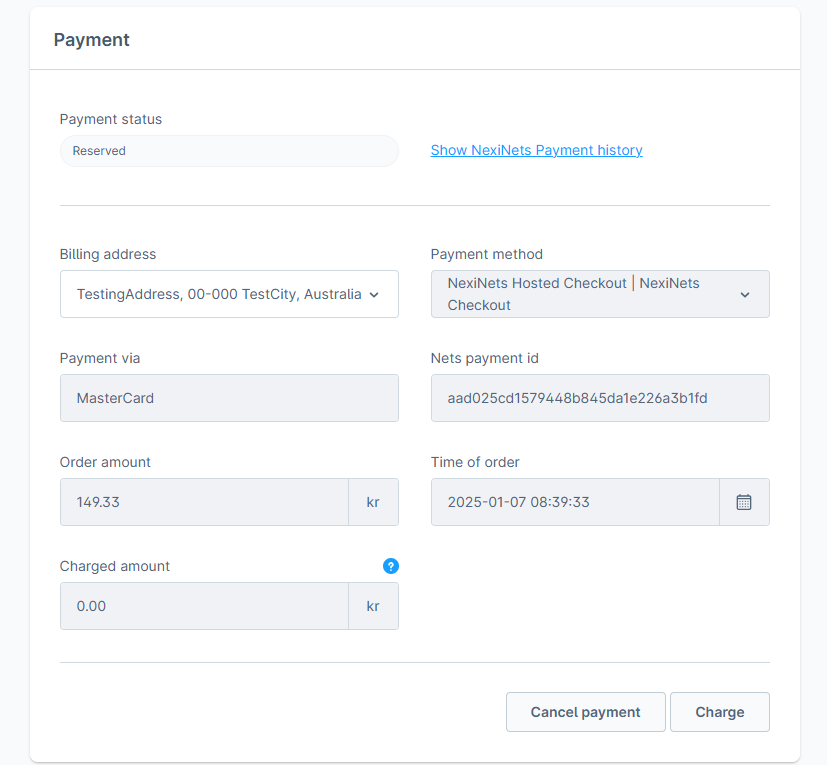 Payment
Payment status
Reserved
Show NexiNets Payment history
Billing address
TestingAddress, 00-000 TestCity, Australia
Payment method
NexiNets Hosted Checkout | NexiNets
Checkout
Payment via
MasterCard
Nets payment id
aad025cd1579448b845da1e226a3b1fd
Order amount
149.33 kr
Time of order
2025-01-07 08:39:33
Charged amount ?
0.00 kr
Cancel payment
Charge